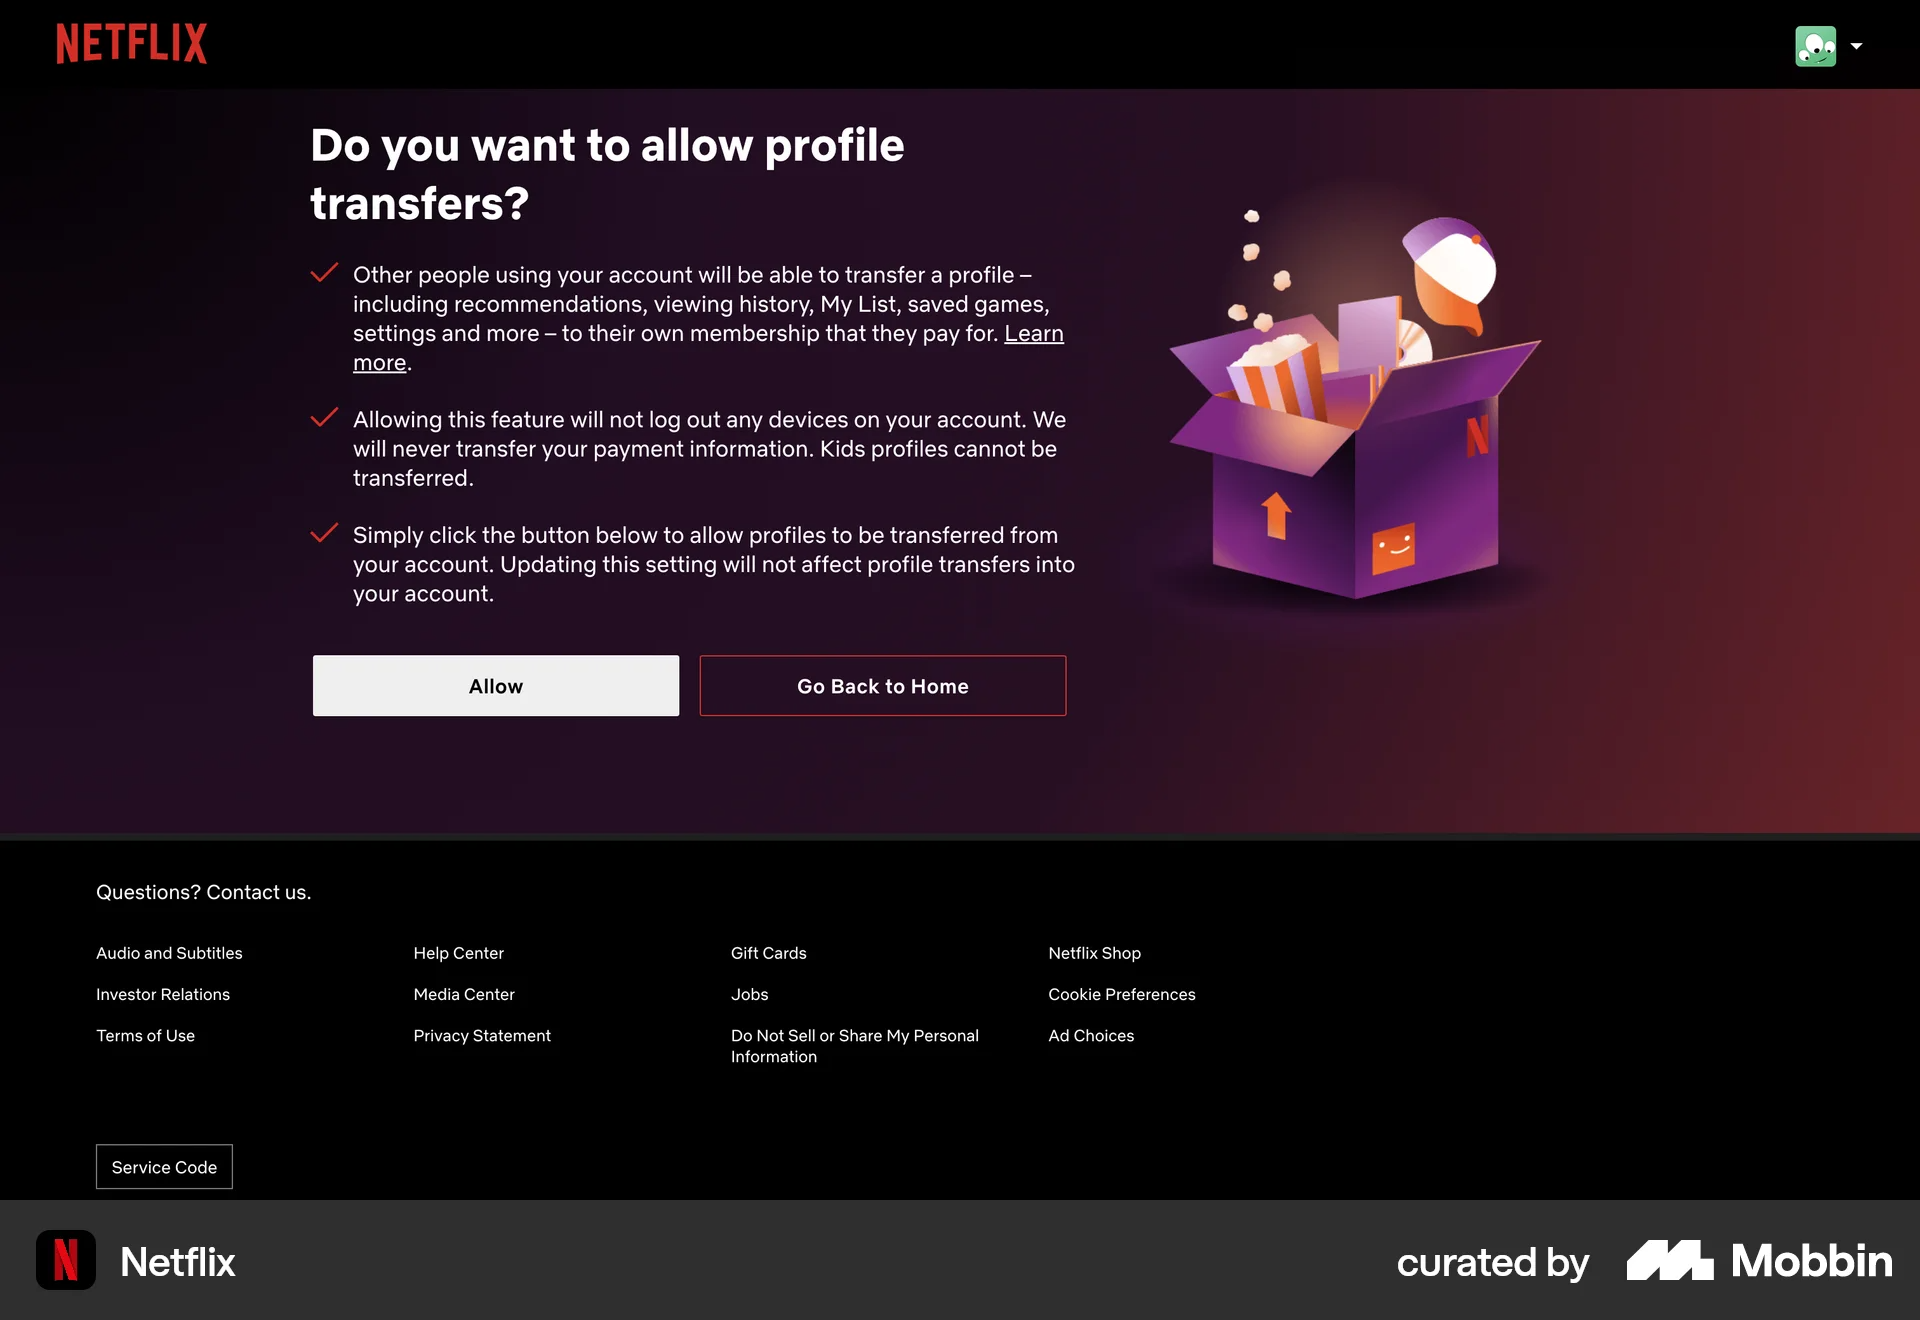 NETFLIX
Do you want to allow profile
transfers?
Other people using your account will be able to transfer a profile –
including recommendations, viewing history, My List, saved games,
settings and more – to their own membership that they pay for. Learn
more.
Allowing this feature will not log out any devices on your account. We
will never transfer your payment information. Kids profiles cannot be
transferred.
Simply click the button below to allow profiles to be transferred from
your account. Updating this setting will not affect profile transfers into
your account.
Allow
Go Back to Home
N
Questions? Contact us.
Audio and Subtitles
Help Center
Gift Cards
Netflix Shop
Investor Relations
Media Center
Jobs
Cookie Preferences
Terms of Use
Privacy Statement
Do Not Sell or Share My Personal
Information
Ad Choices
Service Code
N
Netflix
curated by
Mobbin